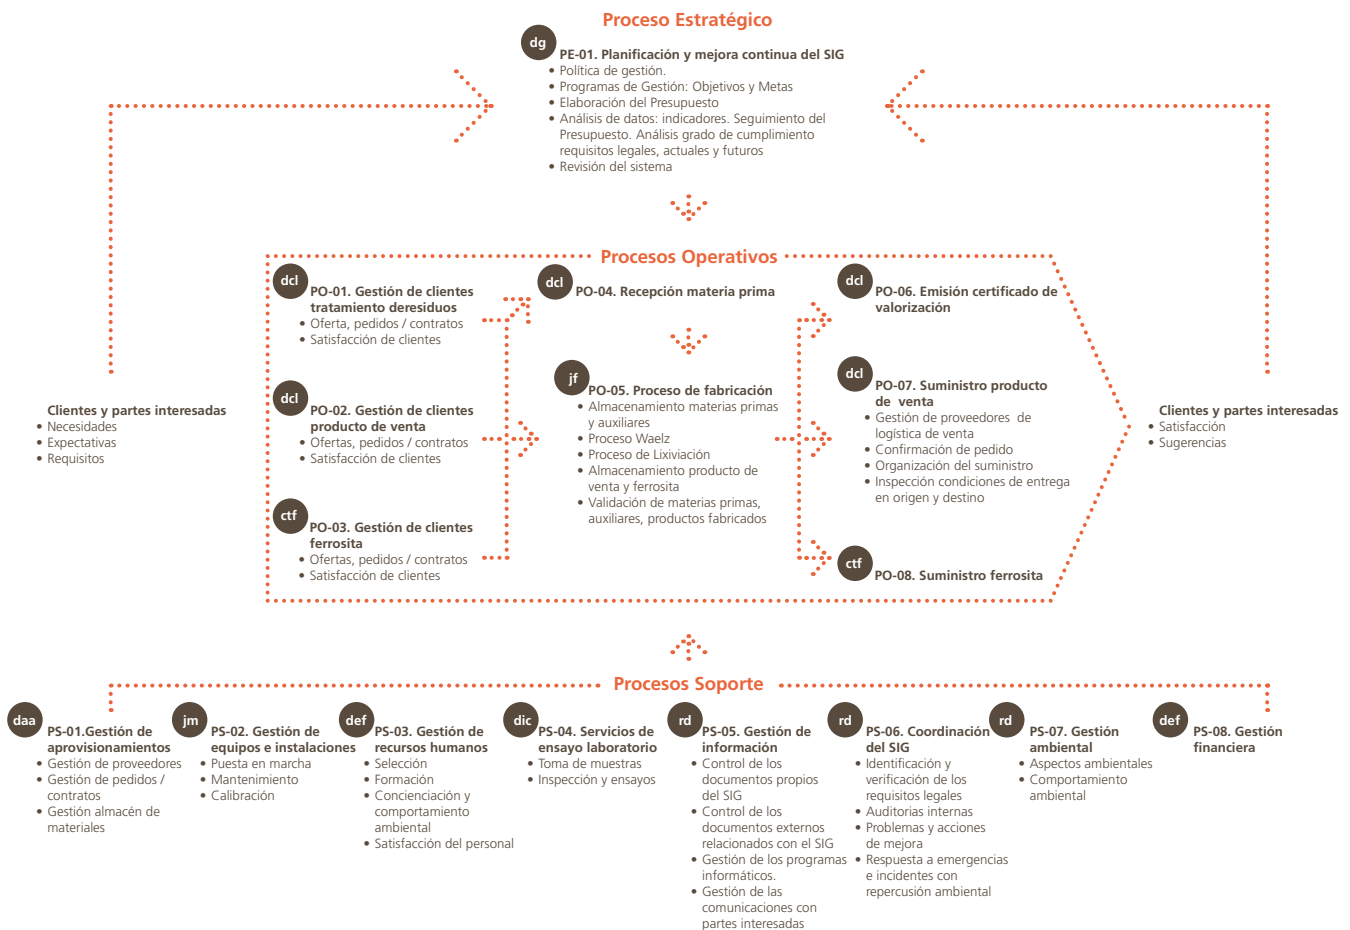 Proceso Estratégico
dg
PE-01. Planificación y mejora continua del SIG
• Política de gestión.
• Programas de Gestión: Objetivos y Metas
• Elaboración del Presupuesto
• Análisis de datos: indicadores. Seguimiento del
Presupuesto. Análisis grado de cumplimiento
requisitos legales, actuales y futuros
• Revisión del sistema
Clientes y partes interesadas
• Necesidades
• Expectativas
• Requisitos
Procesos Operativos
dcl
PO-01. Gestión de clientes
tratamiento deresiduos
• Oferta, pedidos / contratos
• Satisfacción de clientes
dcl
PO-02. Gestión de clientes
producto de venta
• Ofertas, pedidos / contratos
• Satisfacción de clientes
ctf
PO-03. Gestión de clientes
ferrosita
• Ofertas, pedidos / contratos
• Satisfacción de clientes
dcl
PO-04. Recepción materia prima
jf
PO-05. Proceso de fabricación
• Almacenamiento materias primas
y auxiliares
• Proceso Waelz
• Proceso de Lixiviación
• Almacenamiento producto de
venta y ferrosita
• Validación de materias primas,
auxiliares, productos fabricados
dcl
PO-06. Emisión certificado de
valorización
dcl
PO-07. Suministro producto
de venta
• Gestión de proveedores de
logística de venta
• Confirmación de pedido
• Organización del suministro
• Inspección condiciones de entrega
en origen y destino
ctf
PO-08. Suministro ferrosita
Clientes y partes interesadas
• Satisfacción
• Sugerencias
Procesos Soporte
daa
PS-01.Gestión de
aprovisionamientos
• Gestión de proveedores
• Gestión de pedidos /
contratos
• Gestión almacén de
materiales
jm
PS-02. Gestión de
equipos e instalaciones
• Puesta en marcha
• Mantenimiento
• Calibración
def
PS-03. Gestión de
recursos humanos
• Selección
• Formación
• Concienciación y
comportamiento
ambiental
• Satisfacción del personal
dic
PS-04. Servicios de
ensayo laboratorio
• Toma de muestras
• Inspección y ensayos
rd
PS-05. Gestión de
información
• Control de los
documentos propios
del SIG
• Control de los
documentos externos
relacionados con el SIG
• Gestión de los programas
informáticos.
• Gestión de las
comunicaciones con
partes interesadas
rd
PS-06. Coordinación
del SIG
• Identificación y
verificación de los
requisitos legales
• Auditorias internas
• Problemas y acciones
de mejora
• Respuesta a emergencias
e incidentes con
repercusión ambiental
rd
PS-07. Gestión
ambiental
• Aspectos ambientales
• Comportamiento
ambiental
def
PS-08. Gestión
financiera